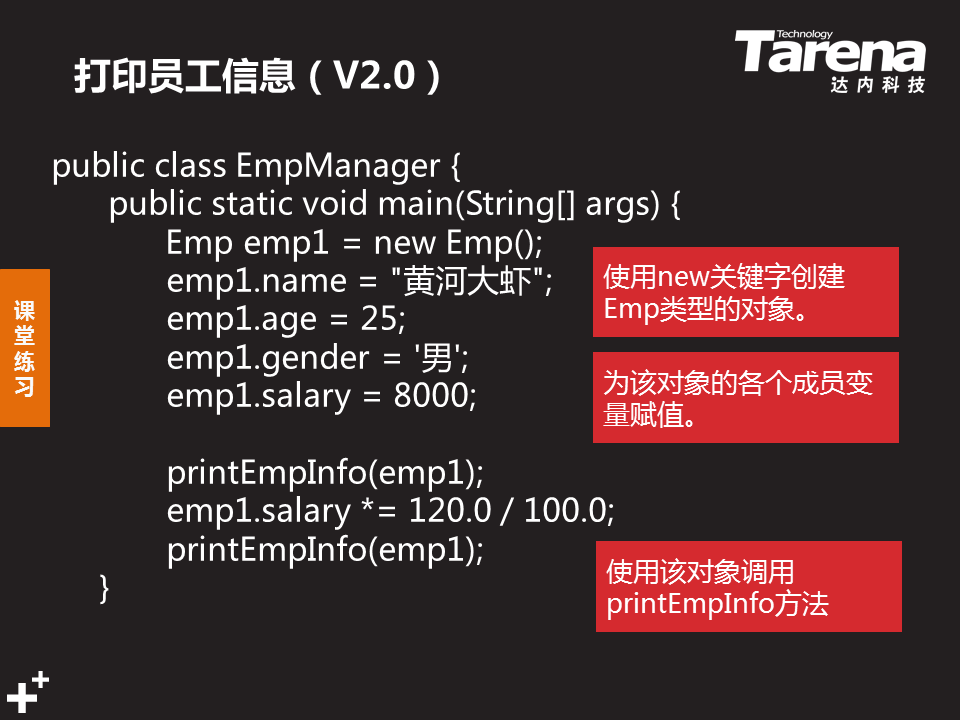 打印员工信息（V2.0）
Technology
Tarena
达内科技
课堂练习
public class EmpManager {
public static void main(String[] args) {
Emp emp1 = new Emp();
emp1.name = "黄河大虾";
emp1.age = 25;
emp1.gender = '男';
emp1.salary = 8000;
printEmpInfo(emp1);
emp1.salary *= 120.0 / 100.0;
printEmpInfo(emp1);
}
使用new关键字创建
Emp类型的对象。
为该对象的各个成员变
量赋值。
使用该对象调用
printEmpInfo方法